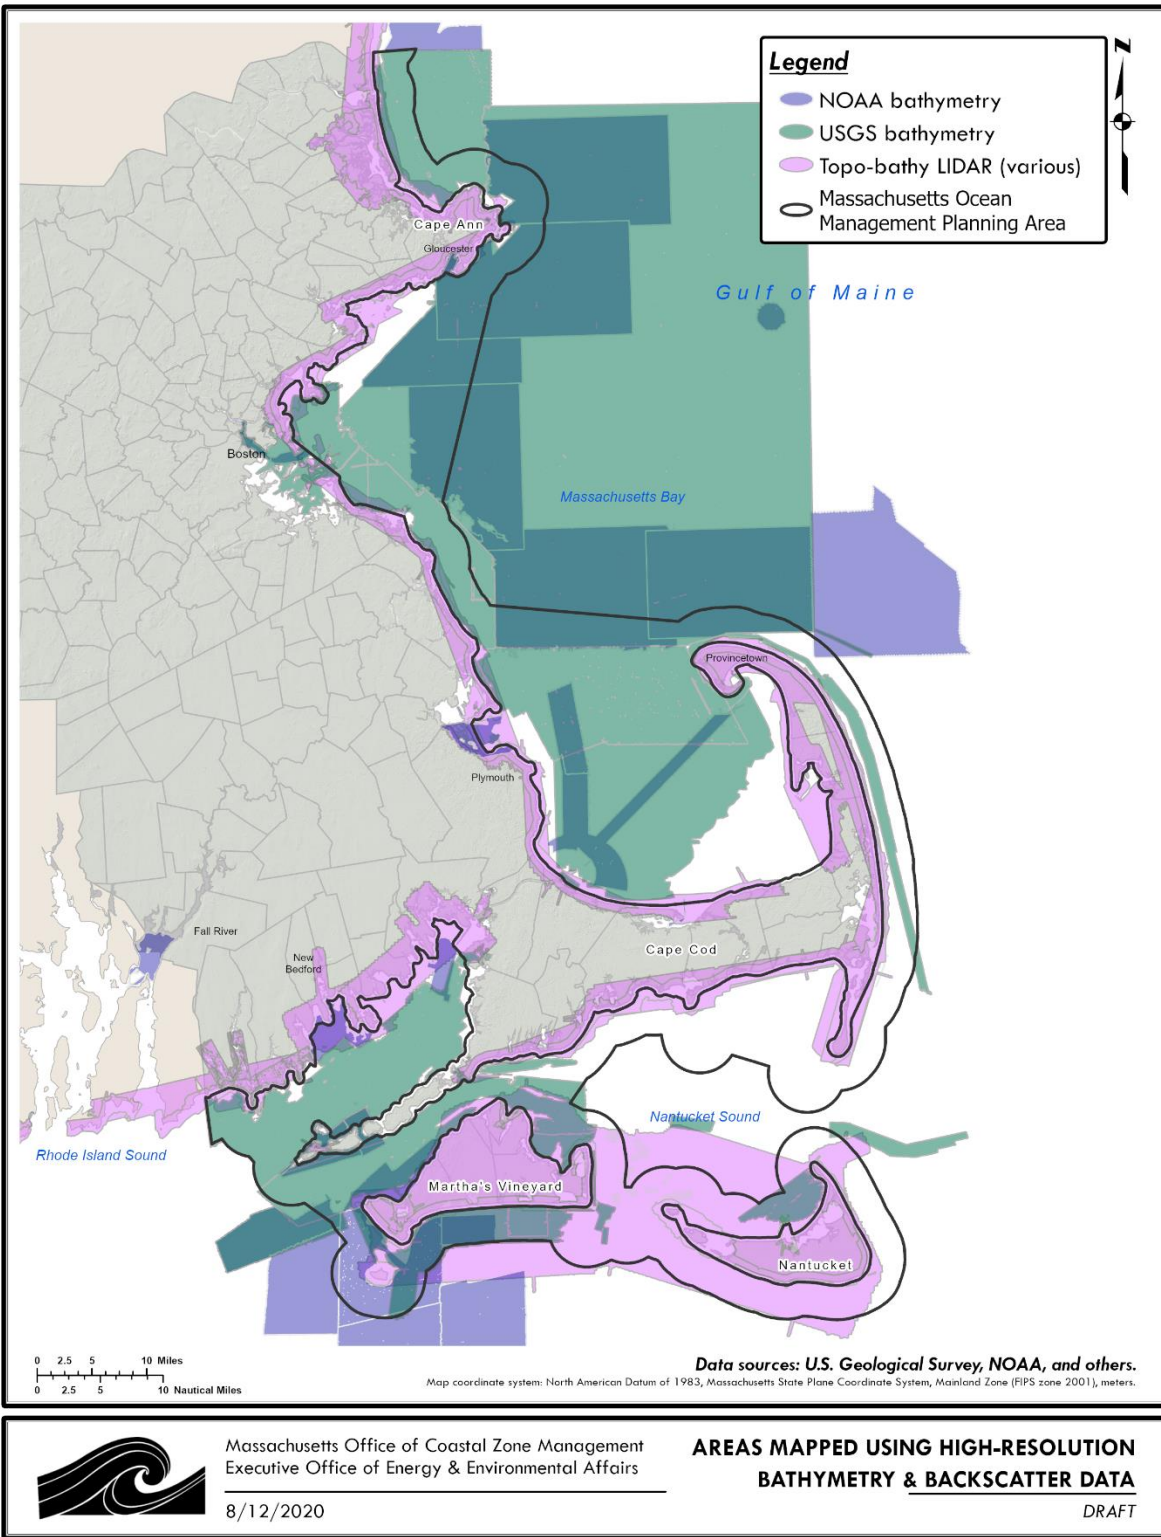 Legend
NOAA bathymetry
USGS bathymetry
Topo-bathy LIDAR (various)
Massachusetts Ocean
Management Planning Area
N
Cape Ann
Gloucester
Gulf of Maine
Boston
Massachusetts Bay
Provincetown
Plymouth
Fall River
New
Bedford
Cape Cod
Nantucket Sound
Rhode Island Sound
Martha's Vineyard
Nantucket
0 2.5 5 10 Miles
0 2.5 5 10 Nautical Miles
Data sources: U.S. Geological Survey, NOAA, and others.
Map coordinate system: North American Datum of 1983, Massachusetts State Plane Coordinate System, Mainland Zone (FIPS zone 2001), meters.
Massachusetts Office of Coastal Zone Management
Executive Office of Energy & Environmental Affairs
8/12/2020
AREAS MAPPED USING HIGH-RESOLUTION
BATHYMETRY & BACKSCATTER DATA
DRAFT